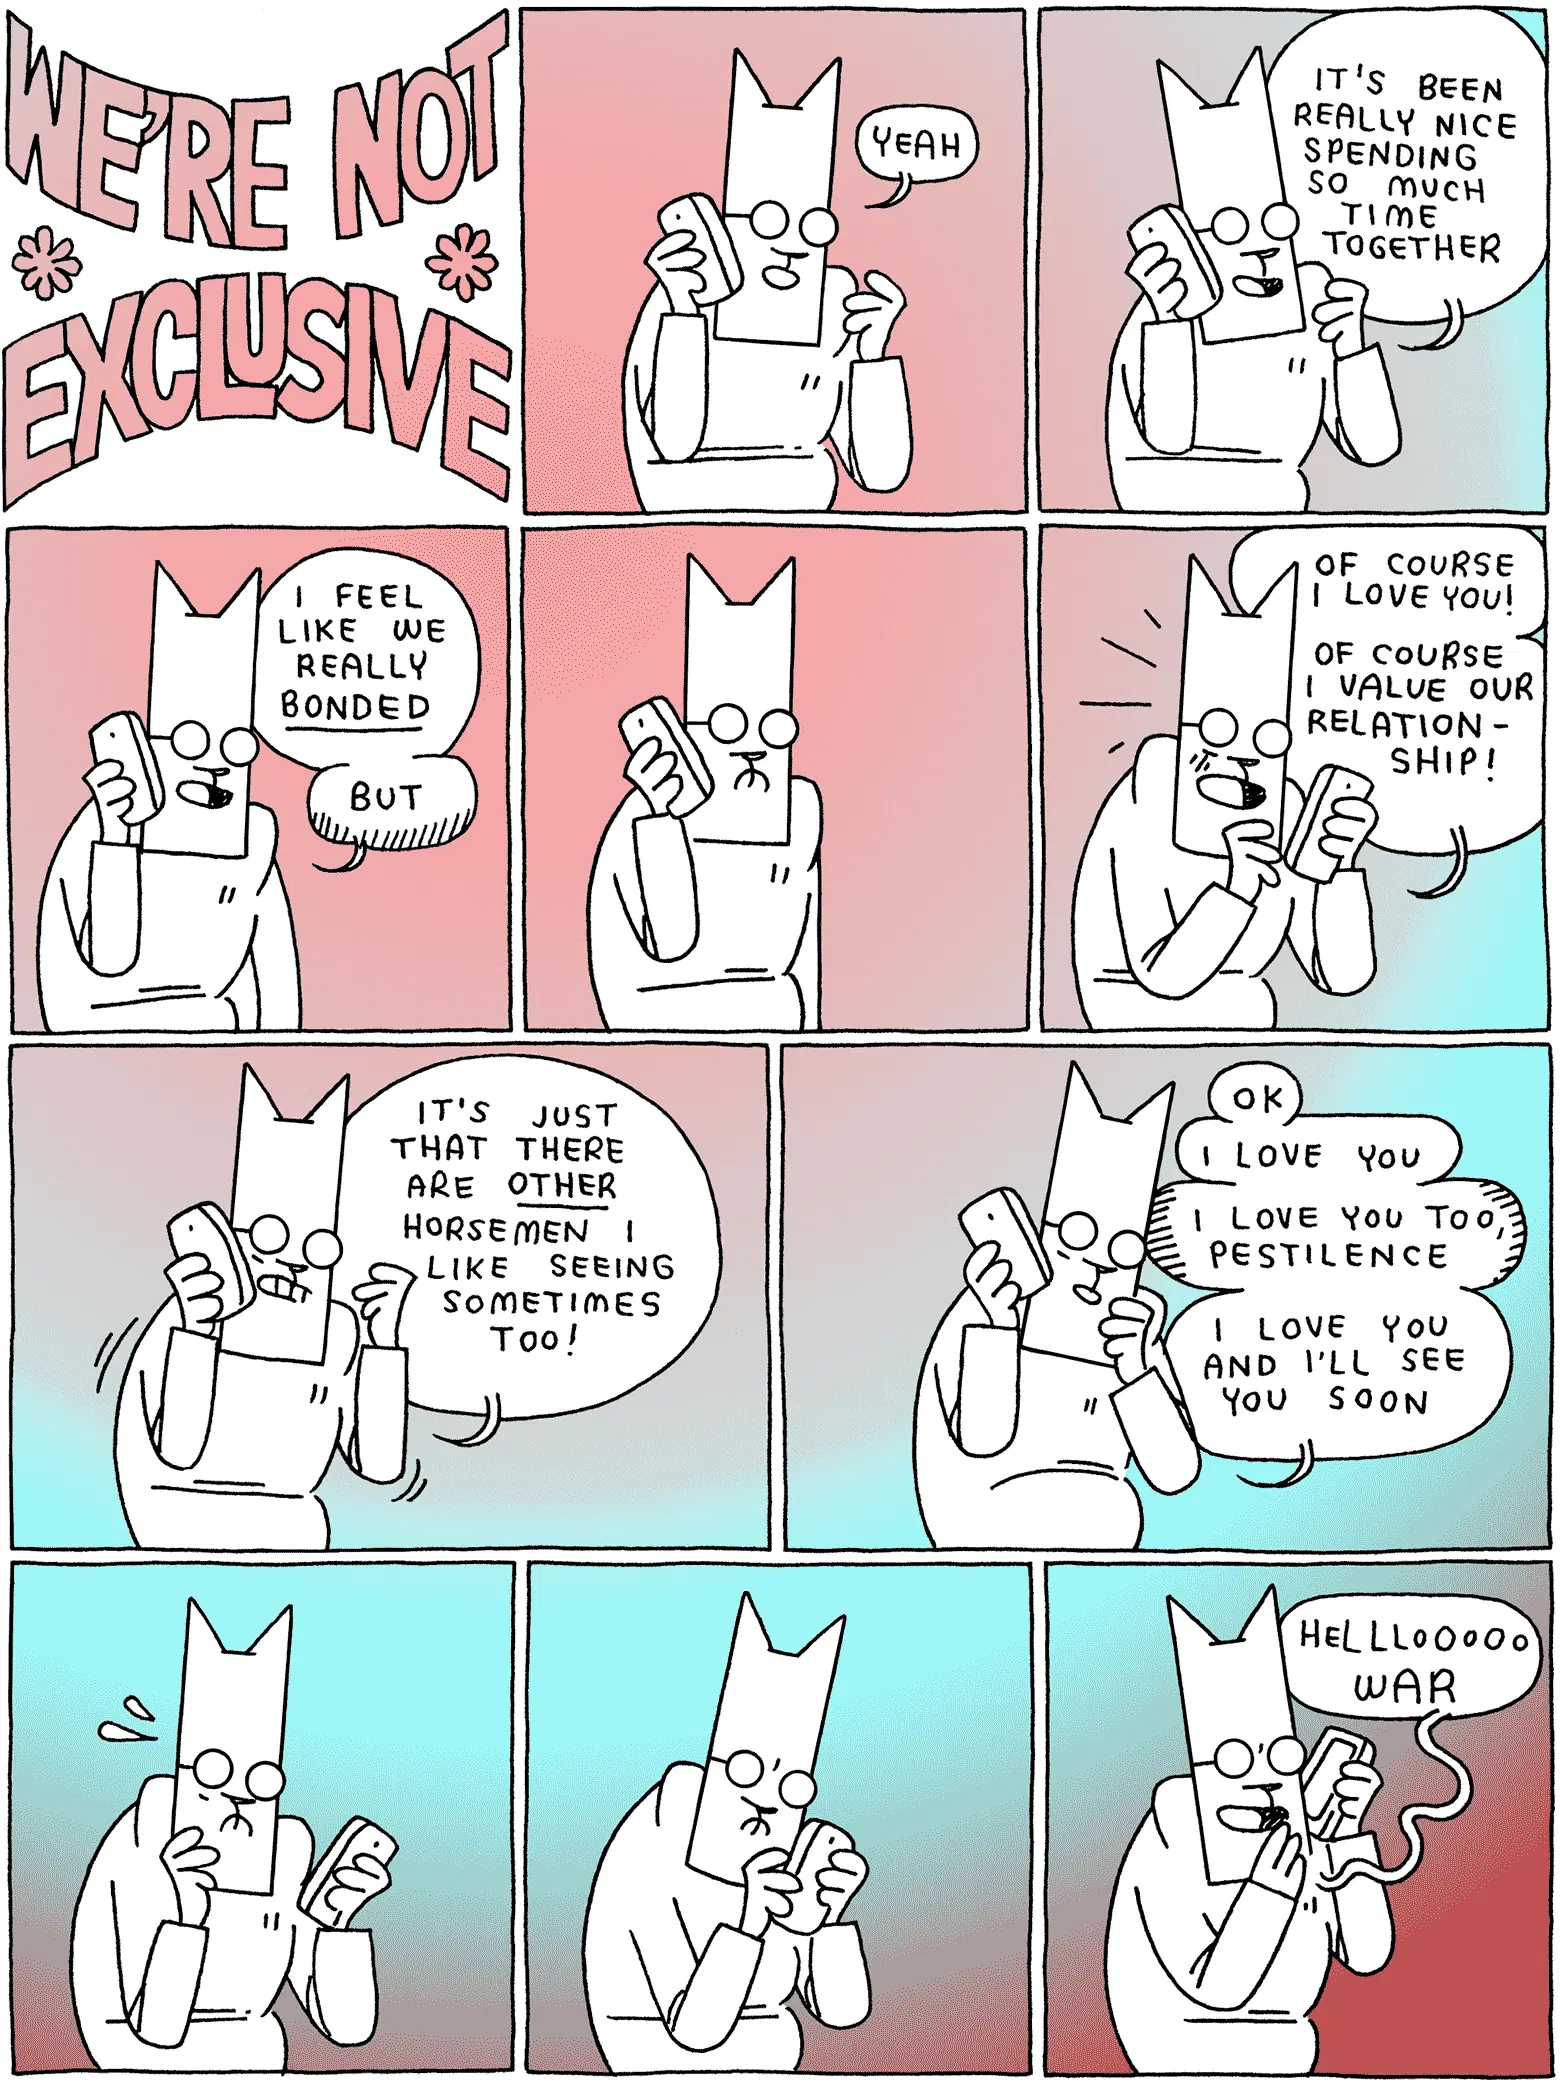 WE'RE NOT
EXCLUSIVE
YEAH
IT'S BEEN
REALLY NICE
SPENDING
SO MUCH
TIME
TOGETHER
I FEEL
LIKE WE
REALLY
BONDED
BUT
OF COURSE
I LOVE YOU!
OF COURSE
I VALUE OUR
RELATION-
SHIP!
IT'S JUST
THAT THERE
ARE OTHER
HORSEMEN I
LIKE SEEING
SOMETIMES
TOO!
OK
I LOVE YOU
I LOVE YOU TOO,
PESTILENCE
I LOVE YOU
AND I'LL SEE
YOU SOON
HELLLOOOOO
WAR